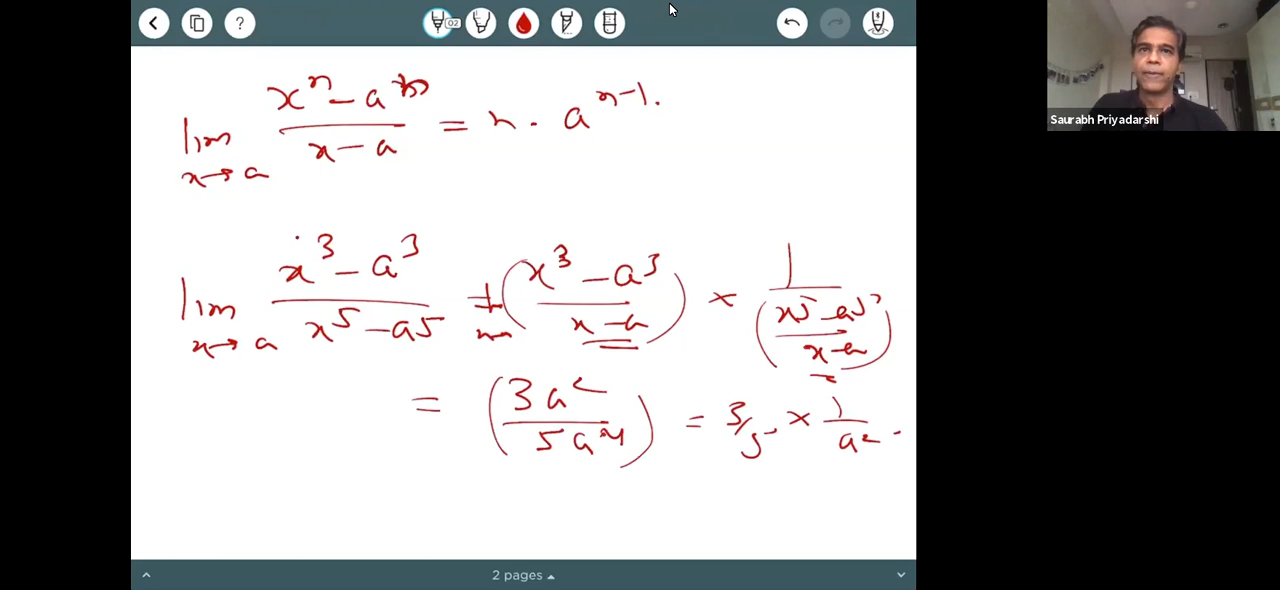 02
Saurabh Priyadarshi
lim x→a (x^n − a^n)/(x − a) = n · a^(n−1).
lim x→a (x^3 − a^3)/(x^5 − a^5) = ((x^3 − a^3)/(x − a)) × 1/((x^5 − a^5)/(x − a))
= (3a^2/5a^4) = 3/5 × 1/a^2.
2 pages